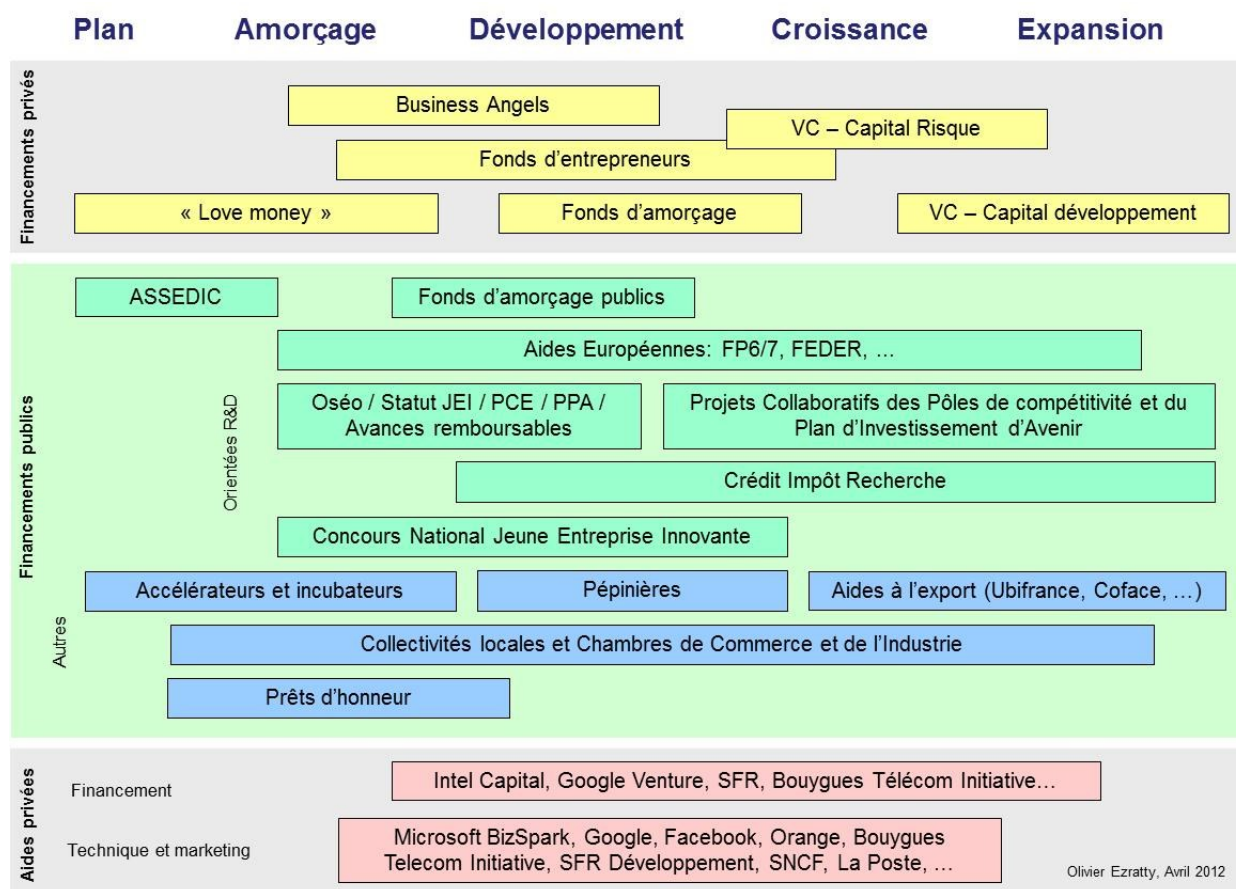 Plan
Amorçage
Développement
Croissance
Expansion
Financements privés
Business Angels
VC – Capital Risque
Fonds d'entrepreneurs
« Love money »
Fonds d'amorçage
VC – Capital développement
Financements publics
ASSEDIC
Fonds d'amorçage publics
Aides Européennes: FP6/7, FEDER, …
Orientées R&D
Oséo / Statut JEI / PCE / PPA /
Avances remboursables
Projets Collaboratifs des Pôles de compétitivité et du
Plan d'Investissement d'Avenir
Crédit Impôt Recherche
Concours National Jeune Entreprise Innovante
Autres
Accélérateurs et incubateurs
Pépinières
Aides à l'export (Ubifrance, Coface, …)
Collectivités locales et Chambres de Commerce et de l'Industrie
Prêts d'honneur
Aides privées
Financement
Intel Capital, Google Venture, SFR, Bouygues Télécom Initiative…
Technique et marketing
Microsoft BizSpark, Google, Facebook, Orange, Bouygues
Telecom Initiative, SFR Développement, SNCF, La Poste, …
Olivier Ezratty, Avril 2012